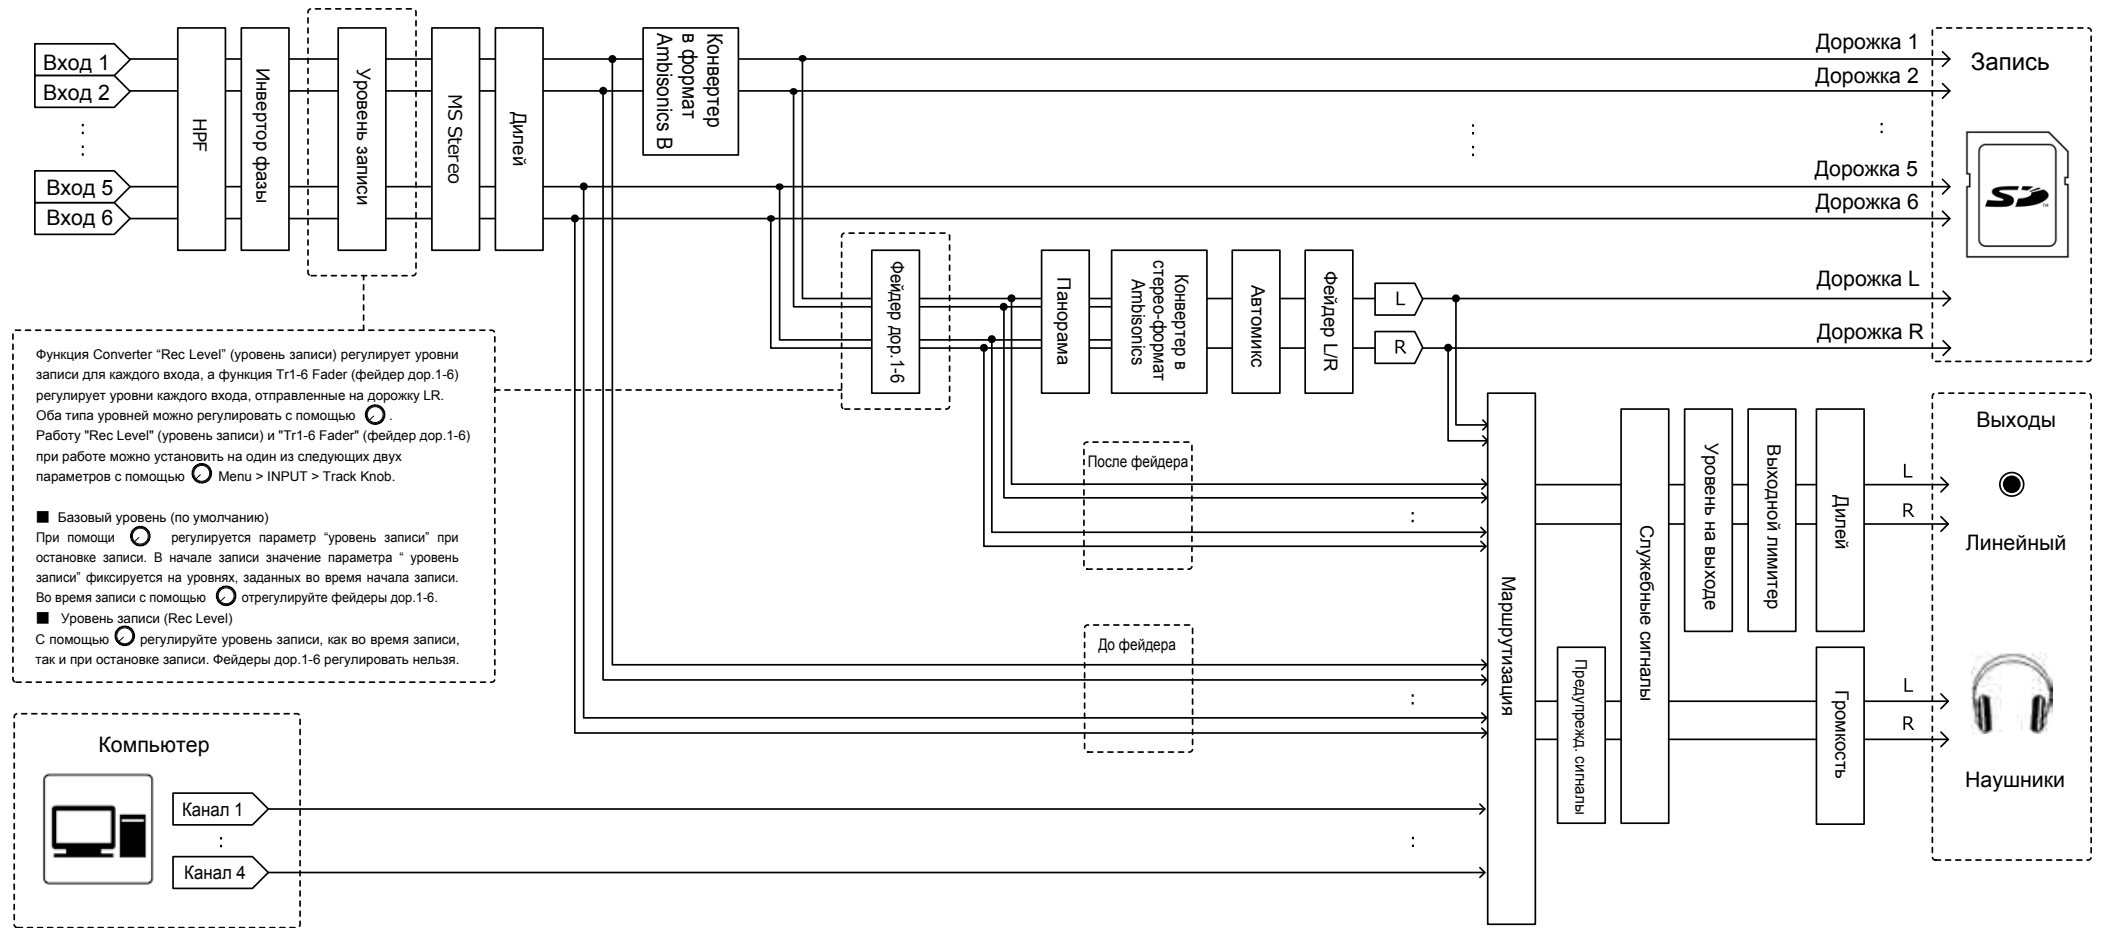 Вход 1
Вход 2
:
:
Вход 5
Вход 6
HPF
Инвертор фазы
Уровень записи
MS Stereo
Дилей
Конвертер
в формат
Ambisonics B
Дорожка 1
Дорожка 2
:
:
:
Дорожка 5
Дорожка 6
Дорожка L
Дорожка R
Запись
SD
TM
Фейдер дор.1-6
Панорама
Конвертер в
стерео-формат
Ambisonics
Автомикс
Фейдер L/R
L
R
Функция Converter “Rec Level” (уровень записи) регулирует уровни
записи для каждого входа, а функция Tr1-6 Fader (фейдер дор.1-6)
регулирует уровни каждого входа, отправленные на дорожку LR.
Оба типа уровней можно регулировать с помощью .
Работу "Rec Level" (уровень записи) и "Tr1-6 Fader" (фейдер дор.1-6)
при работе можно установить на один из следующих двух
параметров с помощью Menu > INPUT > Track Knob.
■ Базовый уровень (по умолчанию)
При помощи регулируется параметр “уровень записи” при
остановке записи. В начале записи значение параметра “ уровень
записи” фиксируется на уровнях, заданных во время начала записи.
Во время записи с помощью отрегулируйте фейдеры дор.1-6.
■ Уровень записи (Rec Level)
С помощью регулируйте уровень записи, как во время записи,
так и при остановке записи. Фейдеры дор.1-6 регулировать нельзя.
После фейдера
:
До фейдера
:
Компьютер
Канал 1
:
Канал 4
:
Маршрутизация
Предупрежд. сигналы
Служебные сигналы
Уровень на выходе
Выходной лимитер
Дилей
Громкость
L
R
L
R
Выходы
Линейный
Наушники